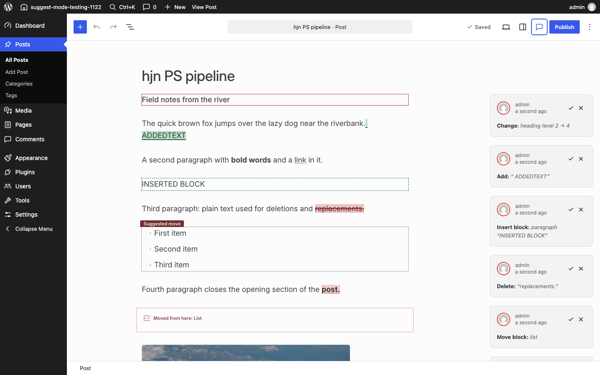 suggest-mode-testing-1122
Ctrl+K
0
New
View Post
admin
Dashboard
Posts
All Posts
Add Post
Categories
Tags
Media
Pages
Comments
Appearance
Plugins
Users
Tools
Settings
Collapse Menu
hjn PS pipeline · Post
Saved
Publish
hjn PS pipeline
Field notes from the river
The quick brown fox jumps over the lazy dog near the riverbank.
ADDEDTEXT
A second paragraph with bold words and a link in it.
INSERTED BLOCK
Third paragraph: plain text used for deletions and replacements.
Suggested move
First item
Second item
Third item
Fourth paragraph closes the opening section of the post.
Moved from here: List
admin
a second ago
Change: heading level 2 → 4
admin
a second ago
Add: " ADDEDTEXT"
admin
a second ago
Insert block: paragraph
"INSERTED BLOCK"
admin
a second ago
Delete: "replacements."
admin
a second ago
Move block: list
Post